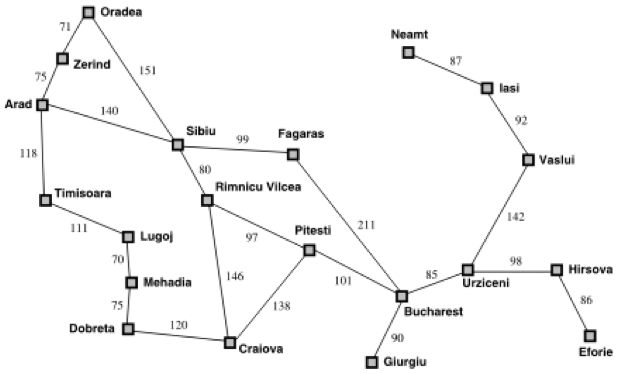 Oradea
71
Neamt
Zerind
87
75
151
Iasi
Arad
140
92
Sibiu
Fagaras
99
118
80
Vaslui
Timisoara
Rimnicu Vilcea
111
211
142
Lugoj
97
Pitesti
70
98
Hirsova
146
85
Mehadia
101
Urziceni
86
75
138
Bucharest
120
90
Dobreta
Craiova
Eforie
Giurgiu